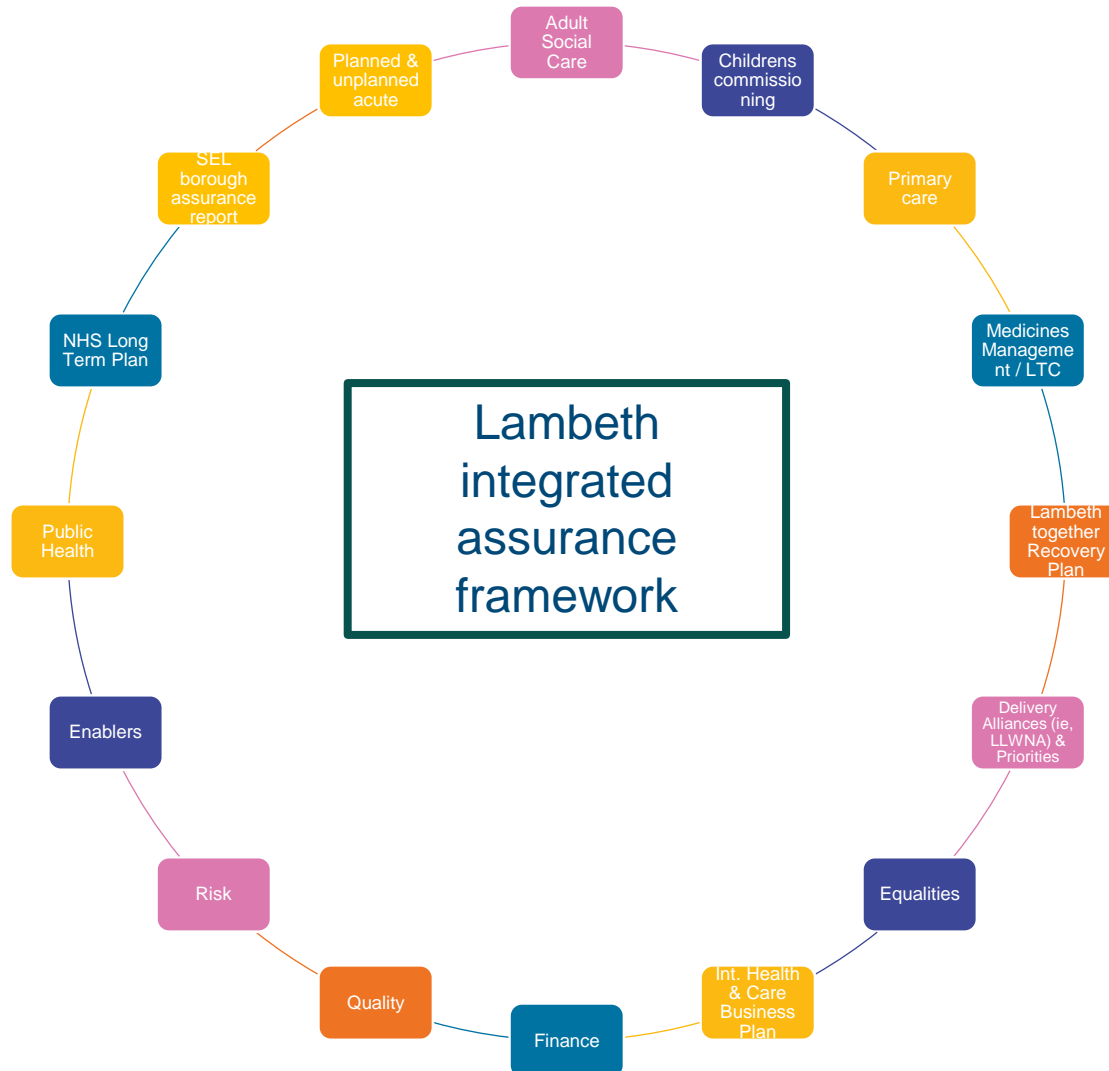 Adult
Social
Care
Childrens
commissio
ning
Primary
care
Medicines
Manageme
nt / LTC
Lambeth
together
Recovery
Plan
Delivery
Alliances (ie,
LLWNA) &
Priorities
Equalities
Int. Health
& Care
Business
Plan
Finance
Quality
Risk
Enablers
Public
Health
NHS Long
Term Plan
SEL
borough
assurance
report
Planned &
unplanned
acute
Lambeth
integrated
assurance
framework